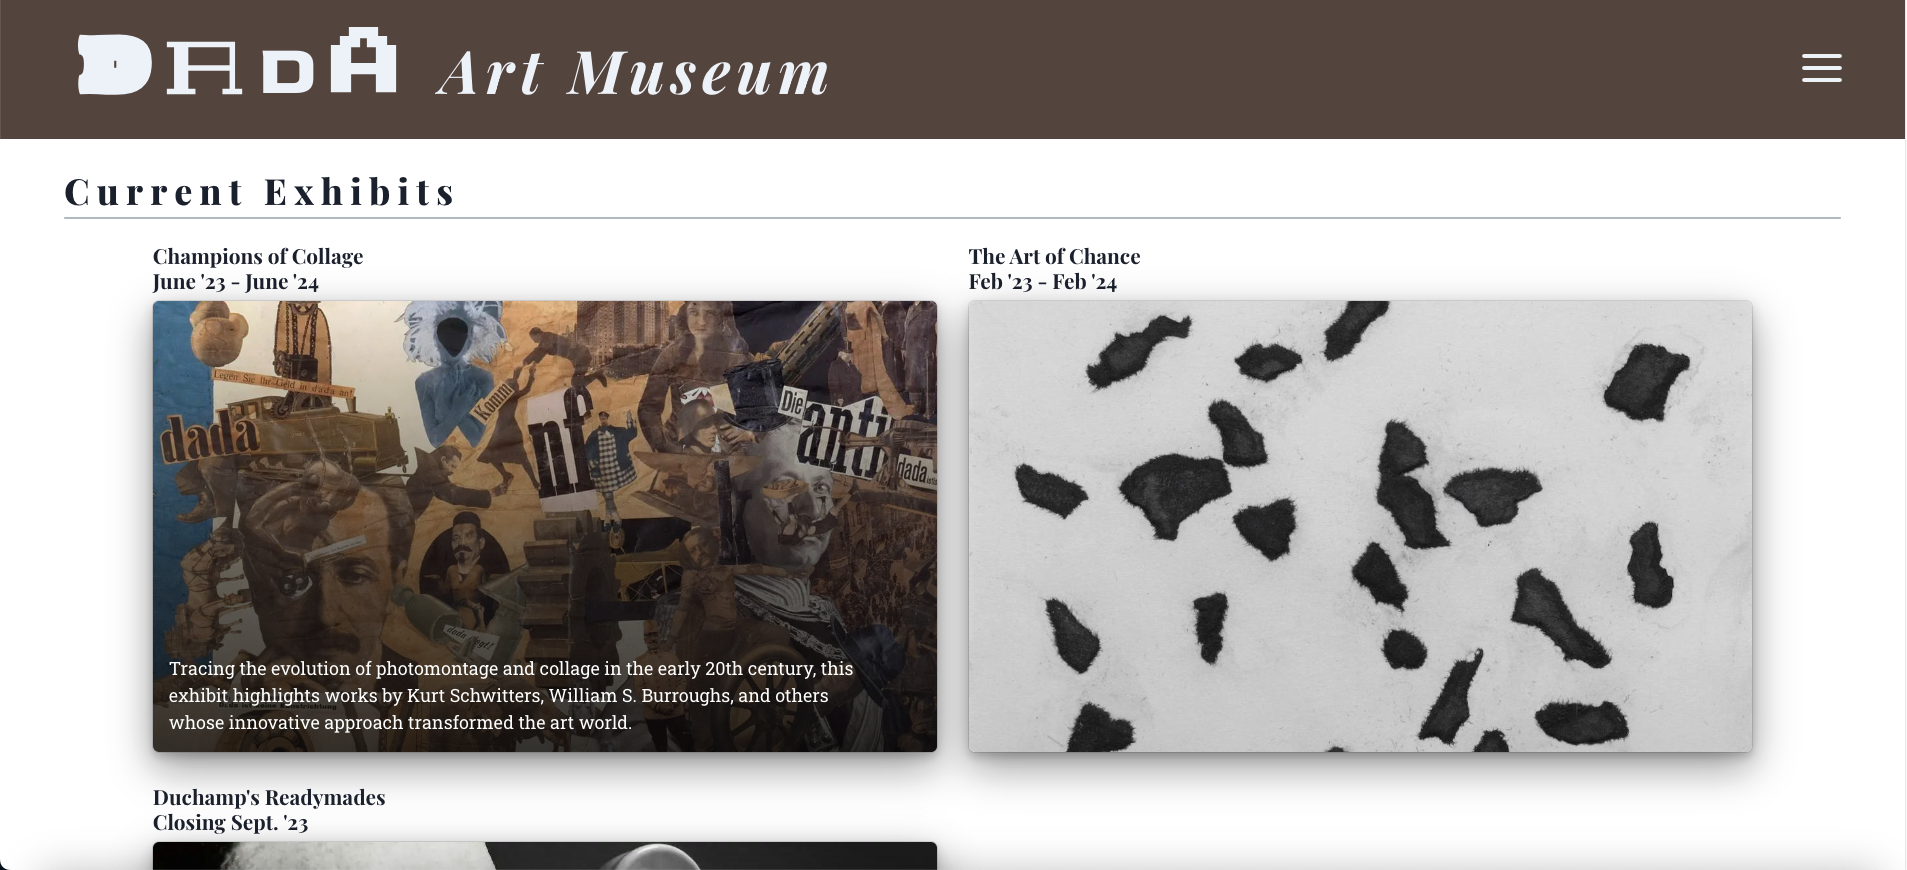 DADA Art Museum
Current Exhibits
Champions of Collage
June '23 - June '24
The Art of Chance
Feb '23 - Feb '24
Legen Sie Ihr Geld in dada an!
dada
Komm
nf
Die
anti
dada
Tracing the evolution of photomontage and collage in the early 20th century, this
exhibit highlights works by Kurt Schwitters, William S. Burroughs, and others
whose innovative approach transformed the art world.
Duchamp's Readymades
Closing Sept. '23